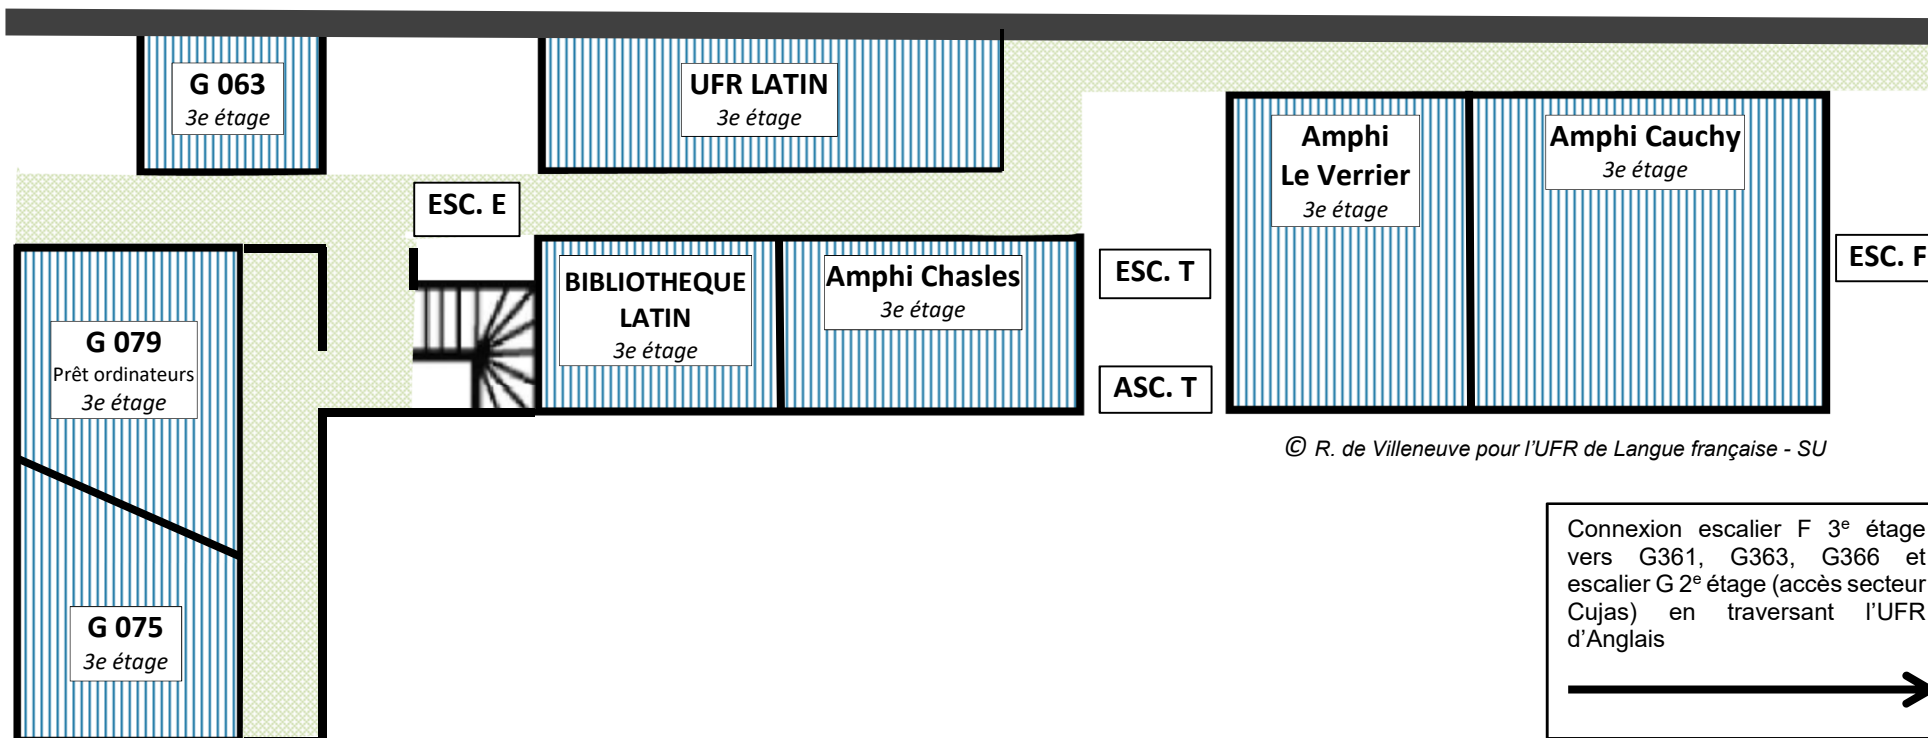 G 063
3e étage
UFR LATIN
3e étage
Amphi
Le Verrier
3e étage
Amphi Cauchy
3e étage
ESC. E
ESC. T
ESC. F
BIBLIOTHEQUE
LATIN
3e étage
Amphi Chasles
3e étage
G 079
Prêt ordinateurs
3e étage
ASC. T
© R. de Villeneuve pour l’UFR de Langue française - SU
G 075
3e étage
Connexion escalier F 3e étage
vers G361, G363, G366 et
escalier G 2e étage (accès secteur
Cujas) en traversant l’UFR
d’Anglais